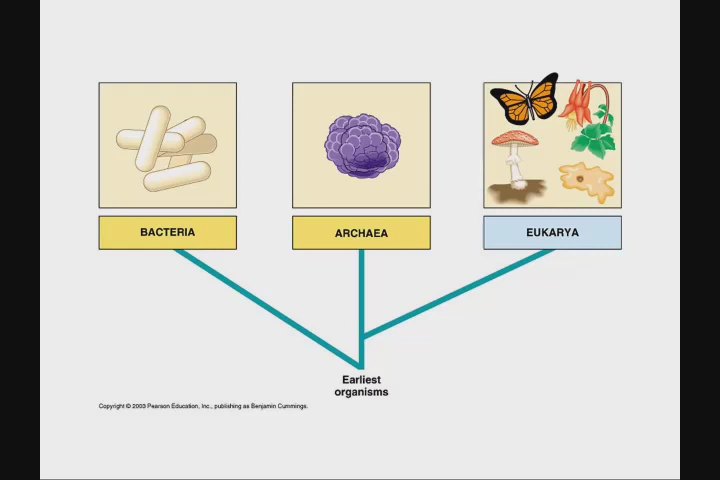 BACTERIA
ARCHAEA
EUKARYA
Earliest
organisms
Copyright © 2003 Pearson Education, Inc., publishing as Benjamin Cummings.